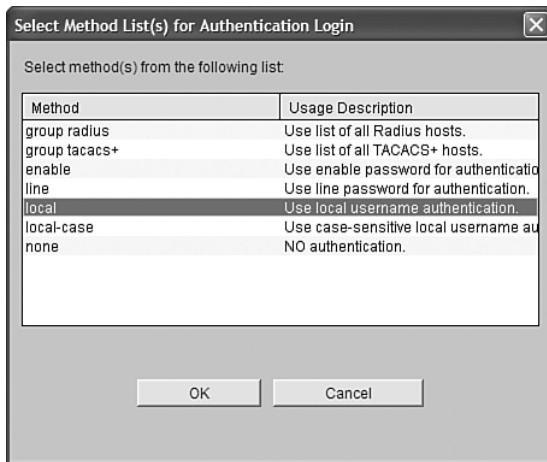 Select Method List(s) for Authentication Login
Select method(s) from the following list:
Method Usage Description
group radius Use list of all Radius hosts.
group tacacs+ Use list of all TACACS+ hosts.
enable Use enable password for authenticatio
line Use line password for authentication.
local Use local username authentication.
local-case Use case-sensitive local username au
none NO authentication.
OK Cancel